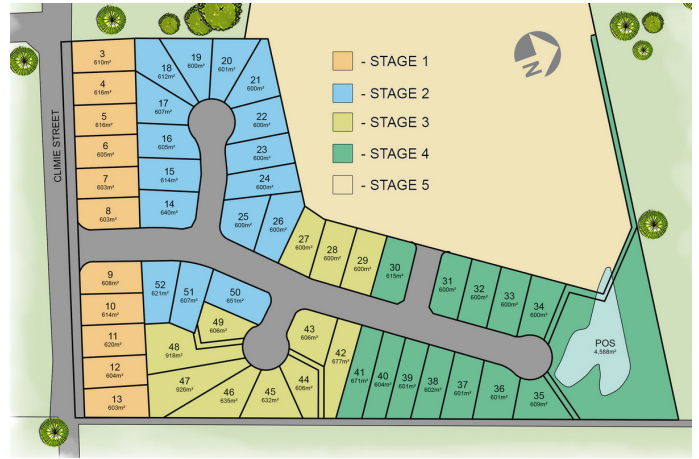 3
610m²
4
616m²
5
616m²
6
605m²
7
603m²
8
603m²
CLIMIE STREET
18
612m²
19
600m²
20
601m²
21
600m²
17
607m²
22
600m²
16
605m²
23
600m²
15
614m²
24
600m²
14
640m²
25
600m²
26
600m²
- STAGE 1
- STAGE 2
- STAGE 3
- STAGE 4
- STAGE 5
N
27
600m²
28
600m²
29
600m²
30
615m²
31
600m²
32
600m²
33
600m²
34
600m²
9
608m²
10
614m²
11
620m²
12
604m²
13
603m²
52
621m²
51
607m²
50
651m²
49
606m²
48
918m²
47
926m²
46
635m²
45
632m²
44
606m²
43
606m²
42
677m²
41
671m²
40
604m²
39
601m²
38
602m²
37
601m²
36
601m²
35
609m²
POS
4,588m²